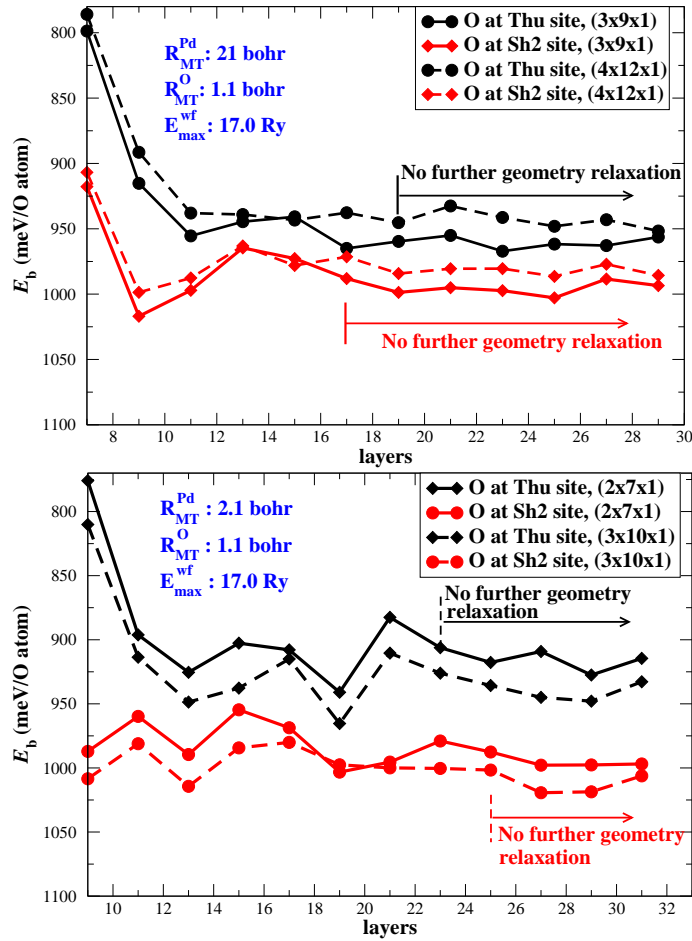 R_MT^Pd: 21 bohr
R_MT^O: 1.1 bohr
E_max^wf: 17.0 Ry
O at Thu site, (3x9x1)
O at Sh2 site, (3x9x1)
O at Thu site, (4x12x1)
O at Sh2 site, (4x12x1)
No further geometry relaxation
No further geometry relaxation
E_b (meV/O atom)
800
850
900
950
1000
1050
1100
8 10 12 14 16 18 20 22 24 26 28 30
layers
R_MT^Pd: 2.1 bohr
R_MT^O: 1.1 bohr
E_max^wf: 17.0 Ry
O at Thu site, (2x7x1)
O at Sh2 site, (2x7x1)
O at Thu site, (3x10x1)
O at Sh2 site, (3x10x1)
No further geometry
relaxation
No further geometry
relaxation
E_b (meV/O atom)
800
850
900
950
1000
1050
1100
10 12 14 16 18 20 22 24 26 28 30 32
layers